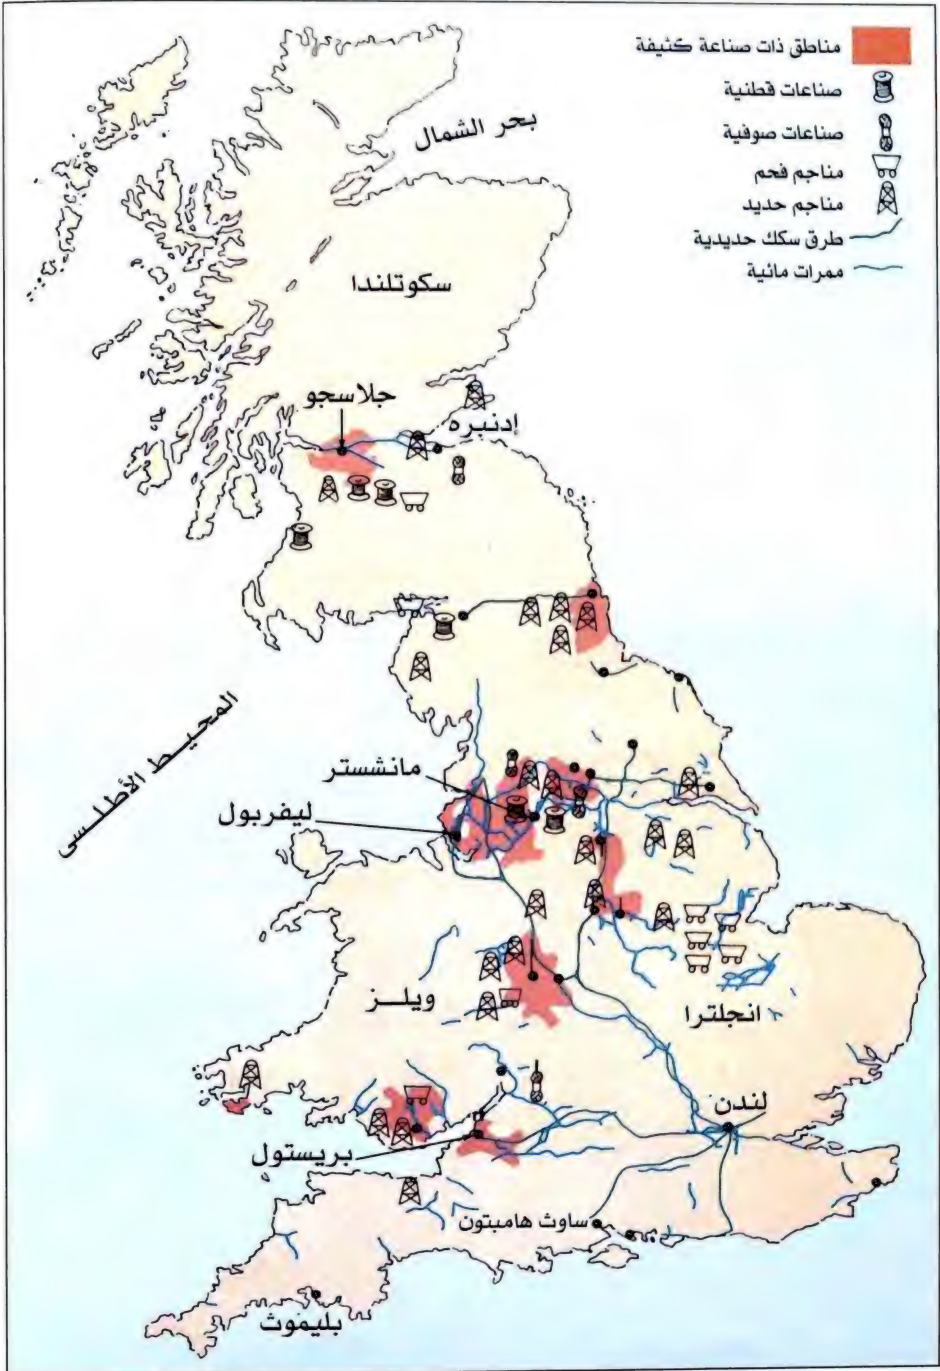 مناطق ذات صناعة كثيفة
صناعات قطنية
صناعات صوفية
مناجم فحم
مناجم حديد
طرق سكك حديدية
ممرات مائية
بحر الشمال
سكوتلندا
جلاسجو
إدنبره
المحيط الأطلسى
مانشستر
ليفربول
ويلز
انجلترا
لندن
بريستول
ساوث هامبتون
بليموث